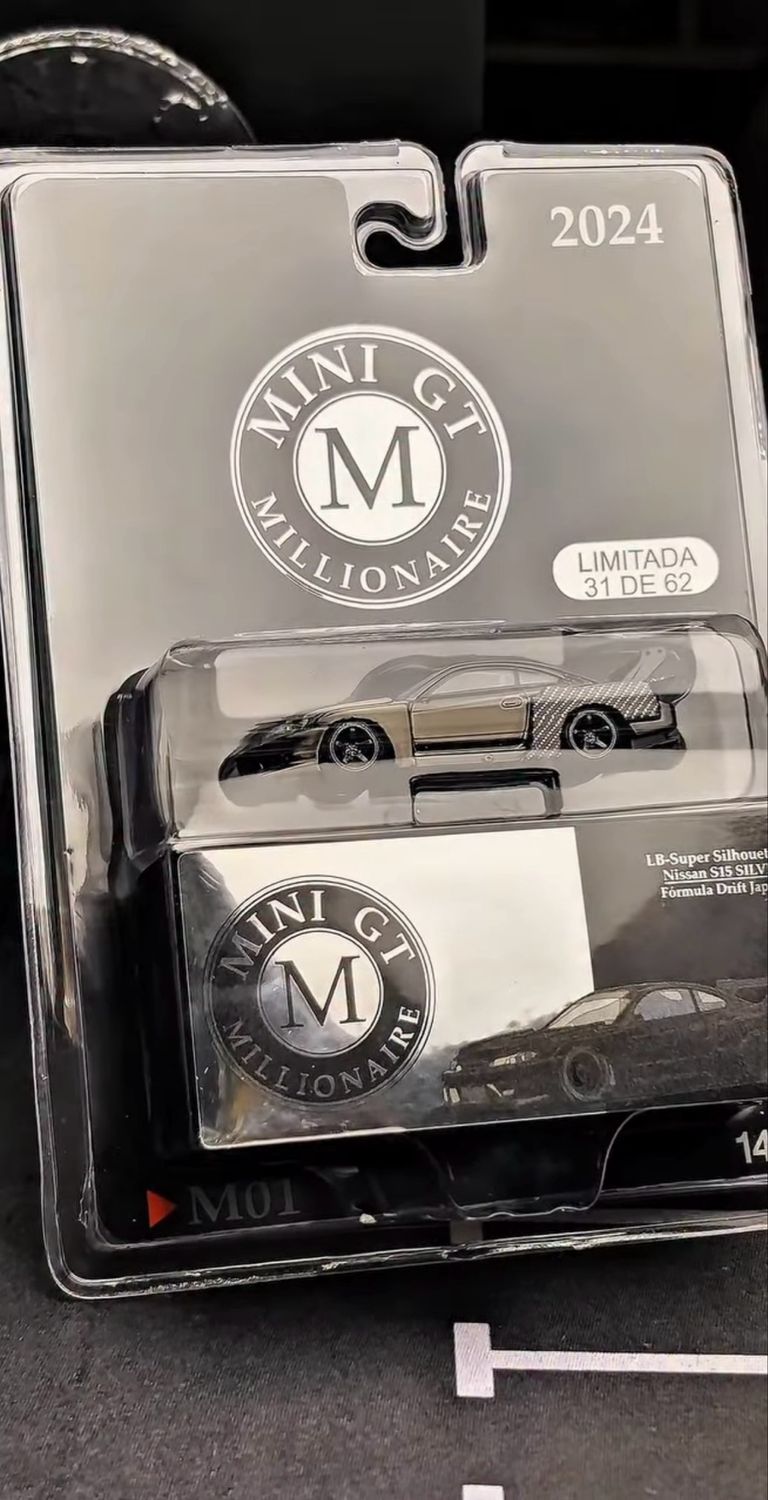 2024
MINI GT
M
MILLIONAIRE
LIMITADA
31 DE 62
LB-Super Silhouet
Nissan S15 SILV
Fórmula Drift Jap
MINI GT
M
MILLIONAIRE
14
M01